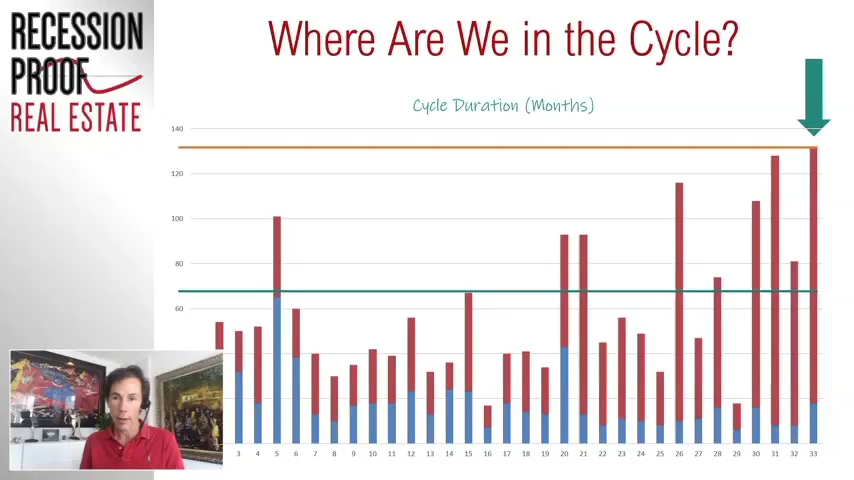 RECESSION
PROOF
REAL ESTATE
Where Are We in the Cycle?
Cycle Duration (Months)
140
120
100
80
60
3 4 5 6 7 8 9 10 11 12 13 14 15 16 17 18 19 20 21 22 23 24 25 26 27 28 29 30 31 32 33